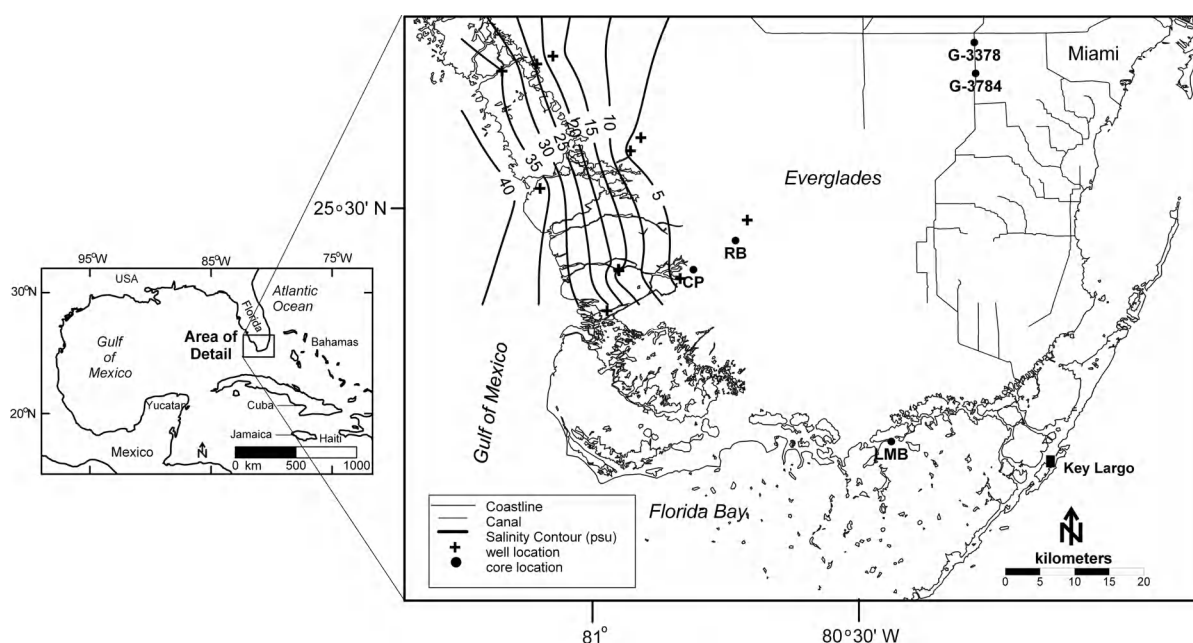 95°W
85°W
75°W
USA
30°N
Atlantic
Ocean
Florida
Gulf
of
Mexico
Area of
Detail
Bahamas
20°N
Yucatan
Cuba
Jamaica
Haiti
Mexico
N
0
500
1000
km
G-3378
Miami
G-3784
10
15
20
30
35
40
5
Everglades
25°30' N
RB
CP
Gulf of Mexico
LMB
Key Largo
Florida Bay
Coastline
Canal
Salinity Contour (psu)
well location
core location
N
kilometers
0 5 10 15 20
81°
80°30' W